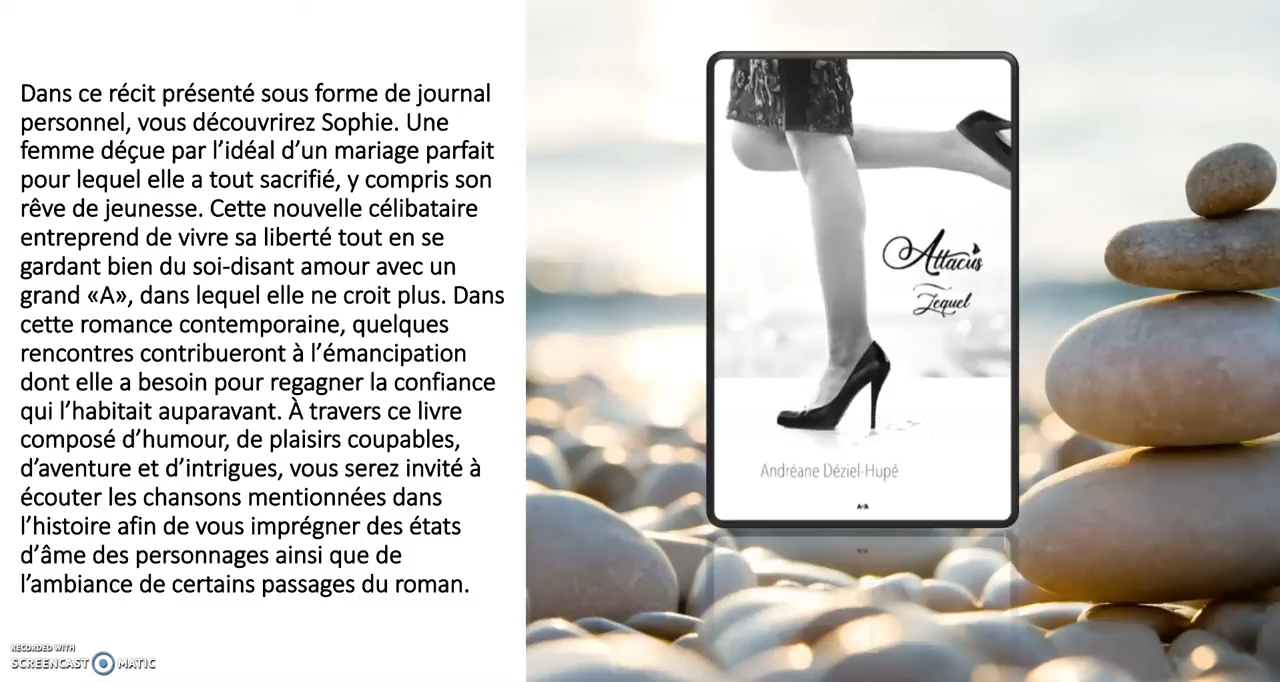 Dans ce récit présenté sous forme de journal
personnel, vous découvrirez Sophie. Une
femme déçue par l’idéal d’un mariage parfait
pour lequel elle a tout sacrifié, y compris son
rêve de jeunesse. Cette nouvelle célibataire
entreprend de vivre sa liberté tout en se
gardant bien du soi-disant amour avec un
grand «A», dans lequel elle ne croit plus. Dans
cette romance contemporaine, quelques
rencontres contribueront à l’émancipation
dont elle a besoin pour regagner la confiance
qui l’habitait auparavant. À travers ce livre
composé d’humour, de plaisirs coupables,
d’aventure et d’intrigues, vous serez invité à
écouter les chansons mentionnées dans
l’histoire afin de vous imprégner des états
d’âme des personnages ainsi que de
l’ambiance de certains passages du roman.
Attacus
Zequel
Andréane Déziel-Hupé
RECORDED WITH
SCREENCAST MATIC